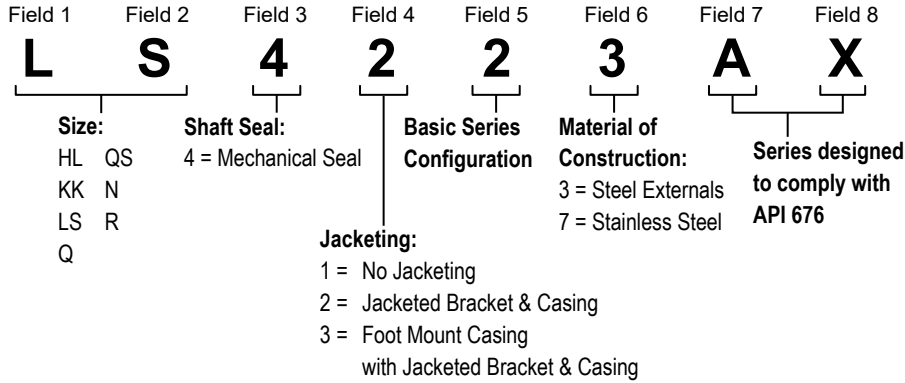 Field 1 Field 2 Field 3 Field 4 Field 5 Field 6 Field 7 Field 8
L S 4 2 2 3 A X
Size:
HL QS
KK N
LS R
Q
Shaft Seal:
4 = Mechanical Seal
Jacketing:
1 = No Jacketing
2 = Jacketed Bracket & Casing
3 = Foot Mount Casing
with Jacketed Bracket & Casing
Basic Series
Configuration
Material of
Construction:
3 = Steel Externals
7 = Stainless Steel
Series designed
to comply with
API 676